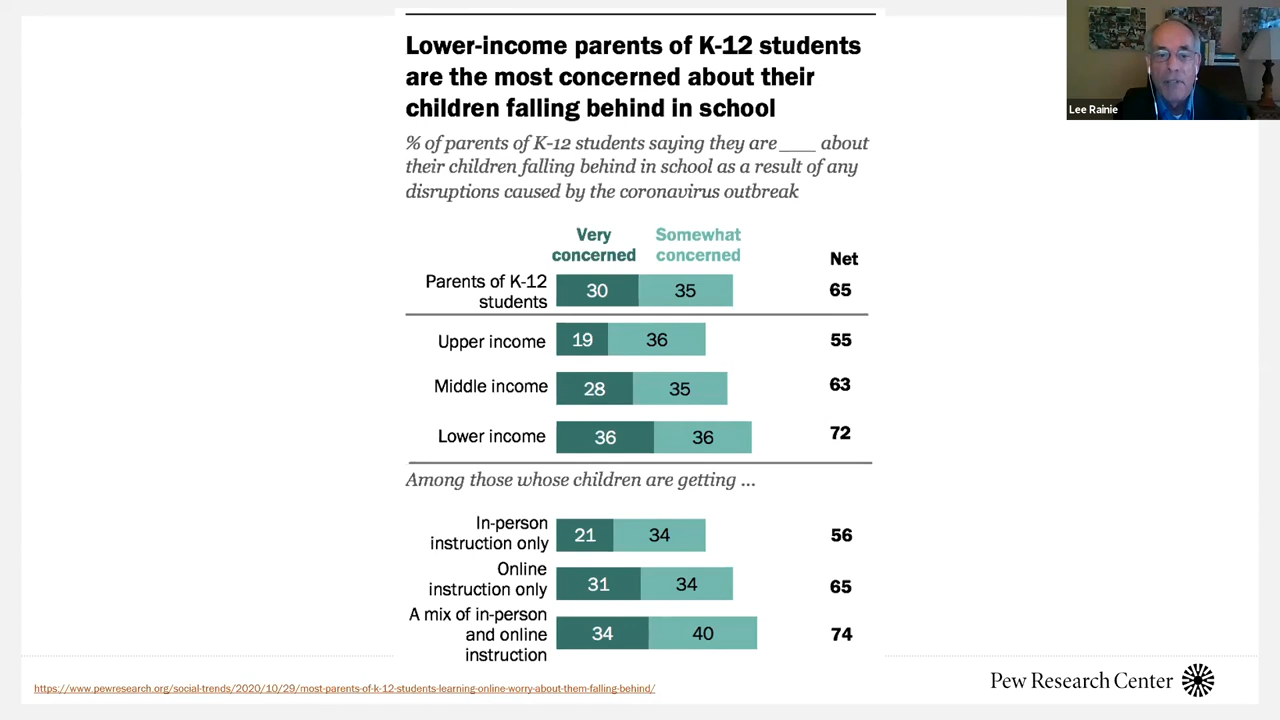 Lower-income parents of K-12 students
are the most concerned about their
children falling behind in school
% of parents of K-12 students saying they are ___ about
their children falling behind in school as a result of any
disruptions caused by the coronavirus outbreak
Very
concerned
Somewhat
concerned
Net
Parents of K-12
students
30 35 65
Upper income 19 36 55
Middle income 28 35 63
Lower income 36 36 72
Among those whose children are getting ...
In-person
instruction only
21 34 56
Online
instruction only
31 34 65
A mix of in-person
and online
instruction
34 40 74
https://www.pewresearch.org/social-trends/2020/10/29/most-parents-of-k-12-students-learning-online-worry-about-them-falling-behind/
Pew Research Center
Lee Rainie